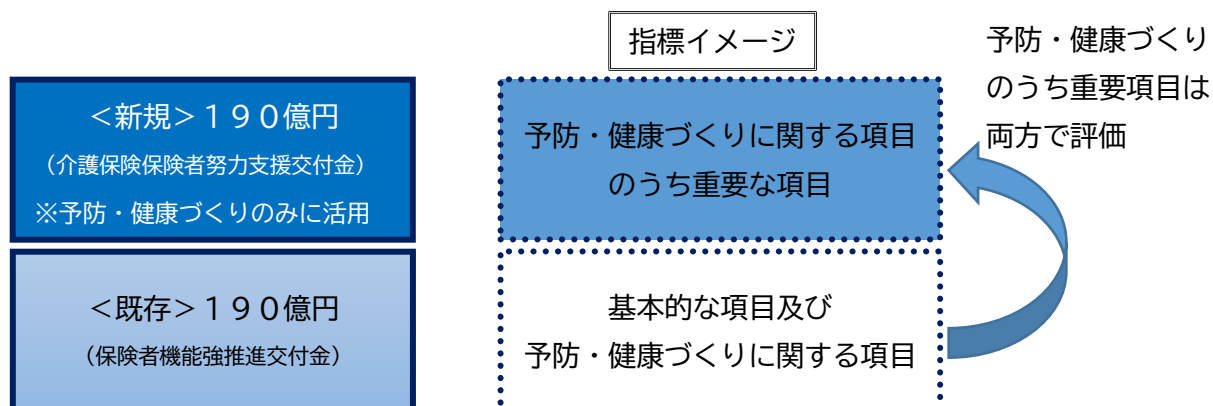 指標イメージ
予防・健康づくり
のうち重要項目は
両方で評価
＜新規＞１９０億円
（介護保険保険者努力支援交付金）
※予防・健康づくりのみに活用
予防・健康づくりに関する項目
のうち重要な項目
＜既存＞１９０億円
（保険者機能強推進交付金）
基本的な項目及び
予防・健康づくりに関する項目